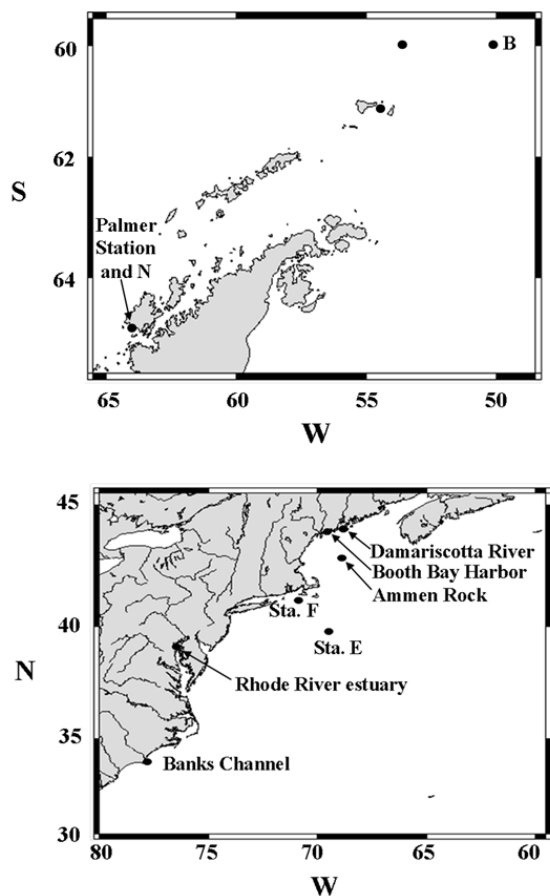 60
B
62
S
Palmer
Station
and N
64
65
60
55
50
W
45
Damariscotta River
Booth Bay Harbor
Ammen Rock
Sta. F
40
Sta. E
N
Rhode River estuary
35
Banks Channel
30
80
75
70
65
60
W